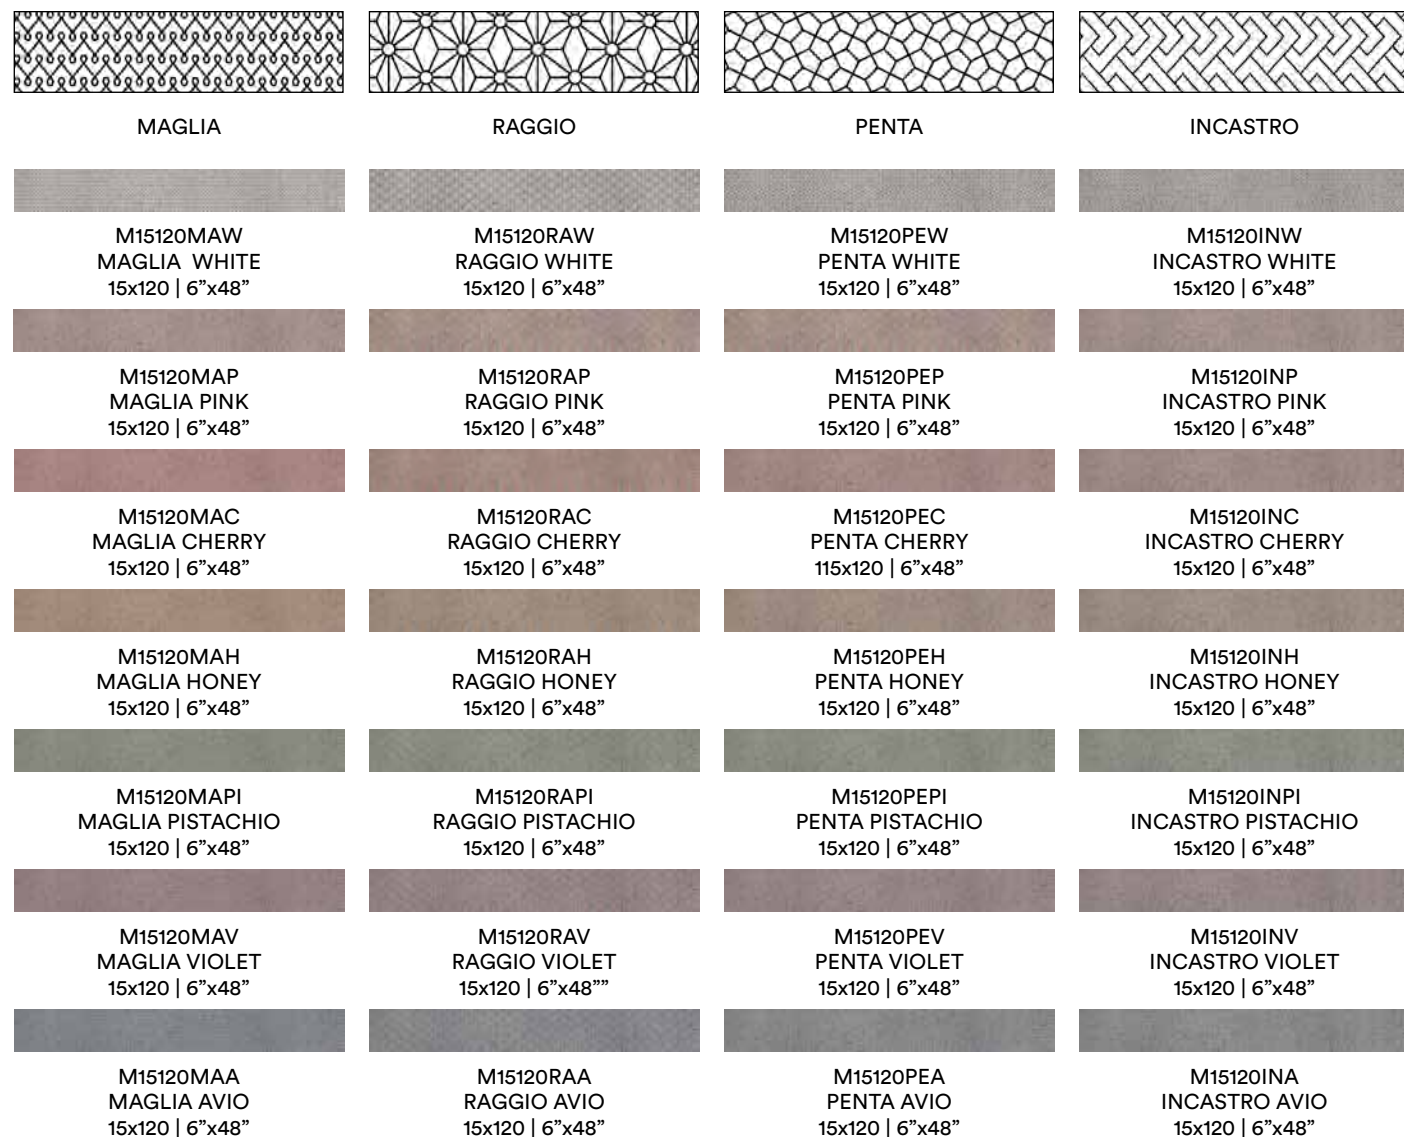 MAGLIA
RAGGIO
PENTA
INCASTRO
M15120MAW
MAGLIA  WHITE
15x120 | 6”x48”
M15120RAW
RAGGIO WHITE
15x120 | 6”x48”
M15120PEW
PENTA WHITE
15x120 | 6”x48”
M15120INW
INCASTRO WHITE
15x120 | 6”x48”
M15120MAP
MAGLIA PINK
15x120 | 6”x48”
M15120RAP
RAGGIO PINK
15x120 | 6”x48”
M15120PEP
PENTA PINK
15x120 | 6”x48”
M15120INP
INCASTRO PINK
15x120 | 6”x48”
M15120MAC
MAGLIA CHERRY
15x120 | 6”x48”
M15120RAC
RAGGIO CHERRY
15x120 | 6”x48”
M15120PEC
PENTA CHERRY
115x120 | 6”x48”
M15120INC
INCASTRO CHERRY
15x120 | 6”x48”
M15120MAH
MAGLIA HONEY
15x120 | 6”x48”
M15120RAH
RAGGIO HONEY
15x120 | 6”x48”
M15120PEH
PENTA HONEY
15x120 | 6”x48”
M15120INH
INCASTRO HONEY
15x120 | 6”x48”
M15120MAPI
MAGLIA PISTACHIO
15x120 | 6”x48”
M15120RAPI
RAGGIO PISTACHIO
15x120 | 6”x48”
M15120PEPI
PENTA PISTACHIO
15x120 | 6”x48”
M15120INPI
INCASTRO PISTACHIO
15x120 | 6”x48”
M15120MAV
MAGLIA VIOLET
15x120 | 6”x48”
M15120RAV
RAGGIO VIOLET
15x120 | 6”x48””
M15120PEV
PENTA VIOLET
15x120 | 6”x48”
M15120INV
INCASTRO VIOLET
15x120 | 6”x48”
M15120MAA
MAGLIA AVIO
15x120 | 6”x48”
M15120RAA
RAGGIO AVIO
15x120 | 6”x48”
M15120PEA
PENTA AVIO
15x120 | 6”x48”
M15120INA
INCASTRO AVIO
15x120 | 6”x48”